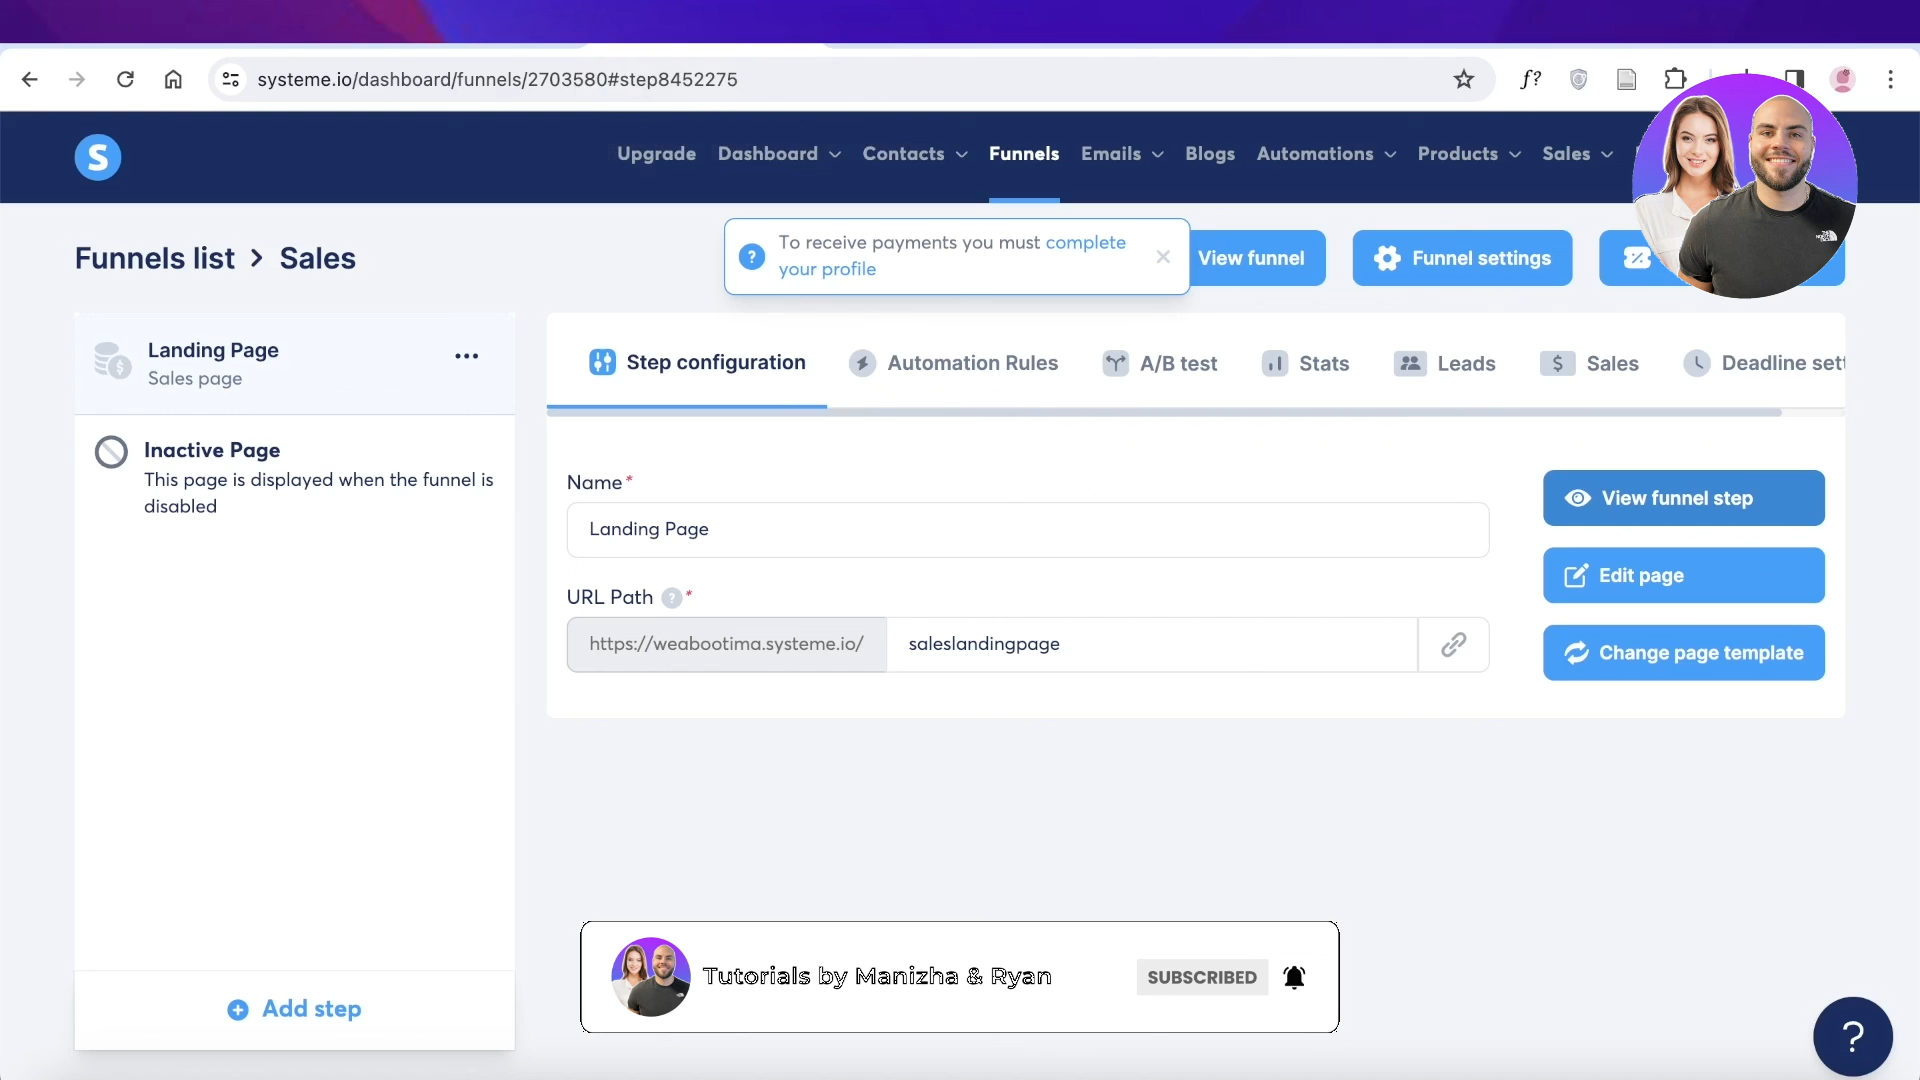 systeme.io/dashboard/funnels/2703580#step8452275
f?
S
Upgrade Dashboard Contacts Funnels Emails Blogs Automations Products Sales
Funnels list > Sales
? To receive payments you must complete
your profile
View funnel
Funnel settings
Landing Page
Sales page
Inactive Page
This page is displayed when the funnel is
disabled
Add step
Step configuration Automation Rules A/B test Stats Leads $ Sales Deadline sett
Name*
Landing Page
URL Path ?*
https://weabootima.systeme.io/ saleslandingpage
View funnel step
Edit page
Change page template
Tutorials by Manizha & Ryan SUBSCRIBED
?